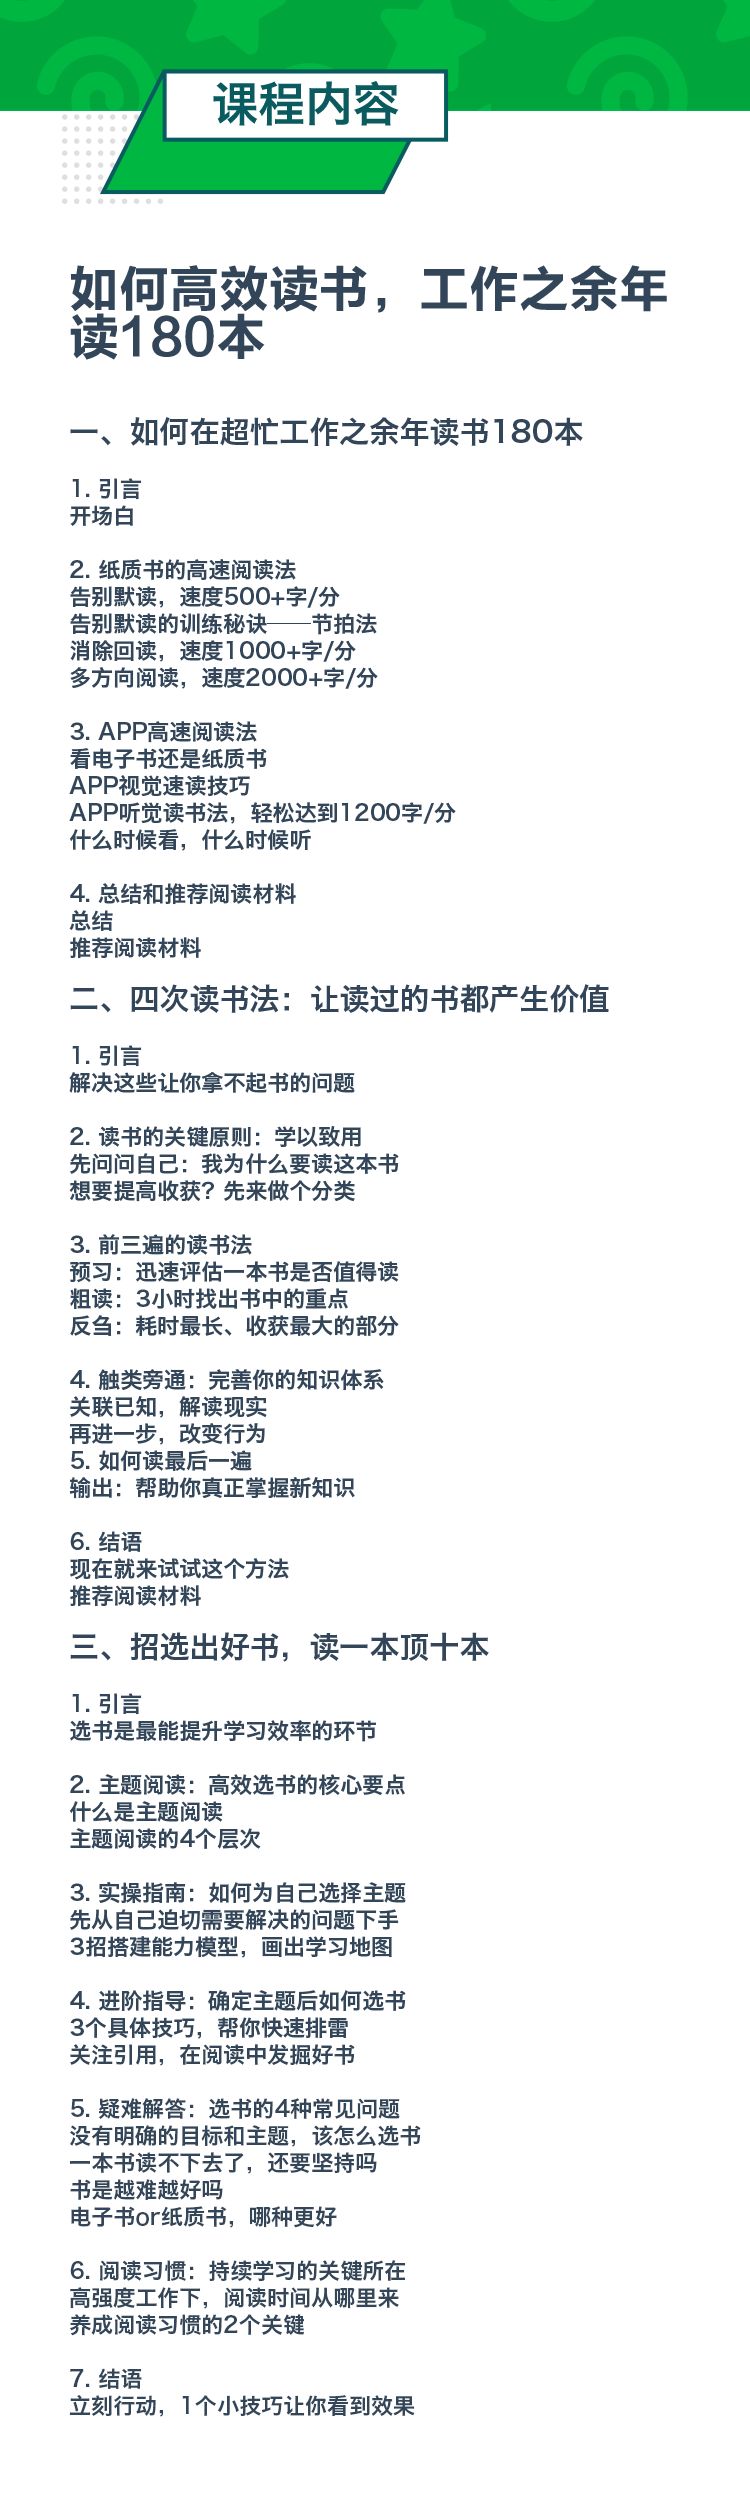 课程内容
如何高效读书，工作之余年
读180本
一、如何在超忙工作之余年读书180本
1. 引言
开场白
2. 纸质书的高速阅读法
告别默读，速度500+字/分
告别默读的训练秘诀——节拍法
消除回读，速度1000+字/分
多方向阅读，速度2000+字/分
3. APP高速阅读法
看电子书还是纸质书
APP视觉速读技巧
APP听觉读书法，轻松达到1200字/分
什么时候看，什么时候听
4. 总结和推荐阅读材料
总结
推荐阅读材料
二、四次读书法：让读过的书都产生价值
1. 引言
解决这些让你拿不起书的问题
2. 读书的关键原则：学以致用
先问问自己：我为什么要读这本书
想要提高收获？先来做个分类
3. 前三遍的读书法
预习：迅速评估一本书是否值得读
粗读：3小时找出书中的重点
反刍：耗时最长、收获最大的部分
4. 触类旁通：完善你的知识体系
关联已知，解读现实
再进一步，改变行为
5. 如何读最后一遍
输出：帮助你真正掌握新知识
6. 结语
现在就来试试这个方法
推荐阅读材料
三、招选出好书，读一本顶十本
1. 引言
选书是最能提升学习效率的环节
2. 主题阅读：高效选书的核心要点
什么是主题阅读
主题阅读的4个层次
3. 实操指南：如何为自己选择主题
先从自己迫切需要解决的问题下手
3招搭建能力模型，画出学习地图
4. 进阶指导：确定主题后如何选书
3个具体技巧，帮你快速排雷
关注引用，在阅读中发掘好书
5. 疑难解答：选书的4种常见问题
没有明确的目标和主题，该怎么选书
一本书读不下去了，还要坚持吗
书是越难越好吗
电子书or纸质书，哪种更好
6. 阅读习惯：持续学习的关键所在
高强度工作下，阅读时间从哪里来
养成阅读习惯的2个关键
7. 结语
立刻行动，1个小技巧让你看到效果